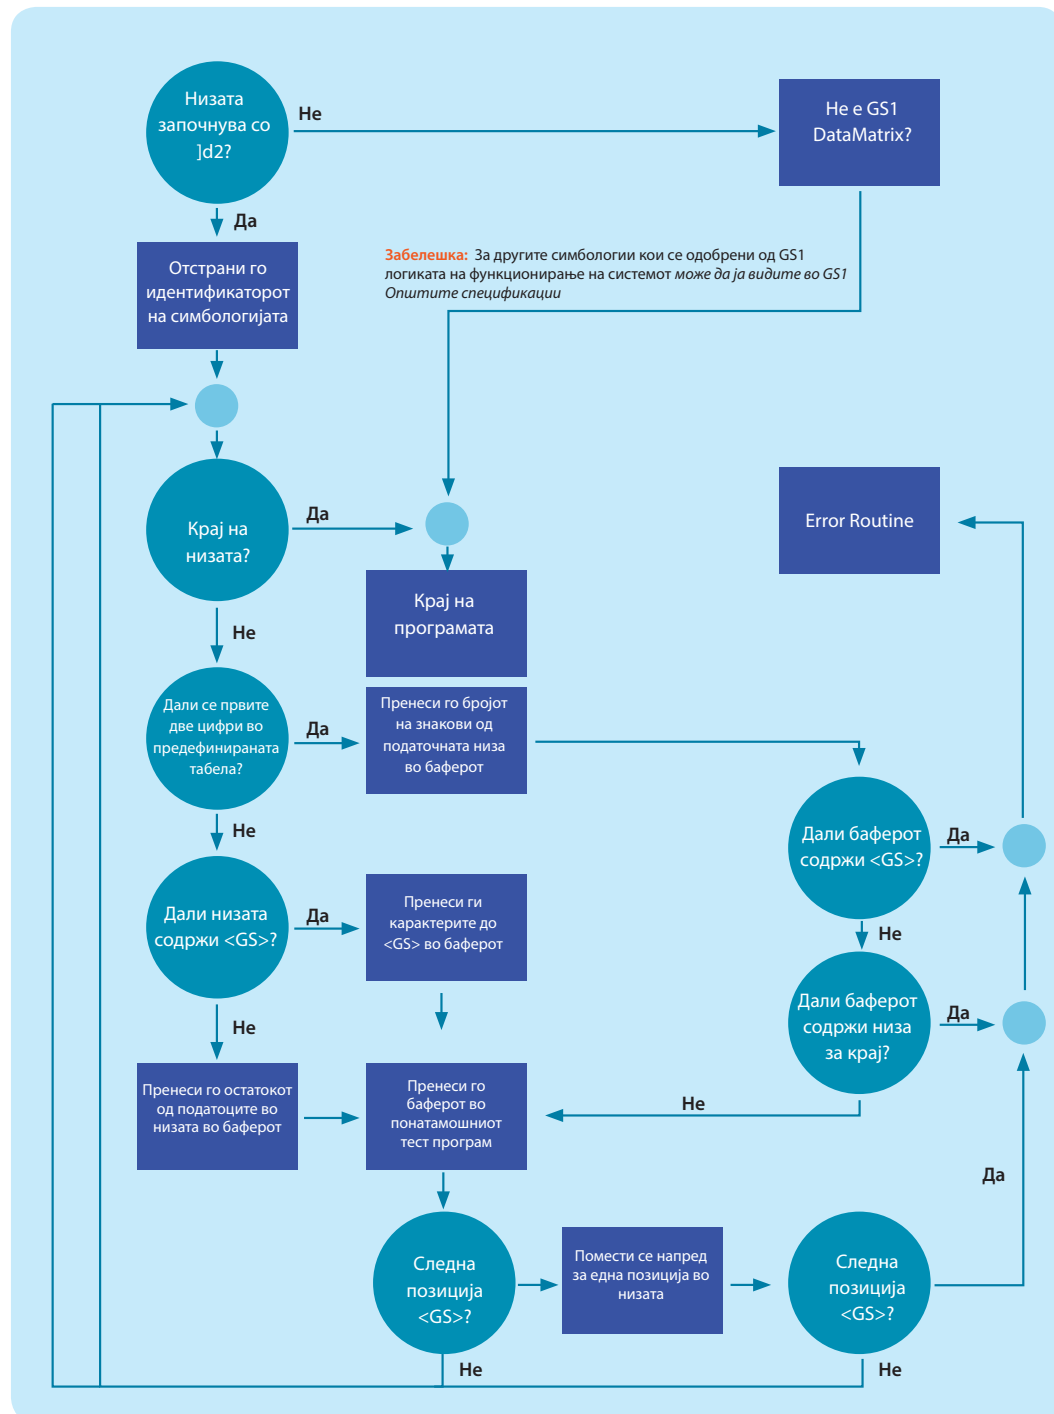 Низата
започнува со
]d2?
Не
Не е GS1
DataMatrix?
Да
Забелешка: За другите симбологии кои се одобрени од GS1
логиката на функционирање на системот може да ја видите во GS1
Општите спецификации
Отстрани го
идентификаторот
на симбологијата
Крај на
низата?
Да
Error Routine
Крај на
програмата
Не
Дали се првите
две цифри во
предефинираната
табела?
Да
Пренеси го бројот
на знакови од
податочната низа
во баферот
Не
Дали баферот
содржи <GS>?
Да
Дали низата
содржи <GS>?
Да
Пренеси ги
карактерите до
<GS> во баферот
Не
Дали баферот
содржи низа
за крај?
Да
Не
Пренеси го остатокот
од податоците во
низата во баферот
Пренеси го
баферот во
понатамошниот
тест програм
Не
Да
Следна
позиција
<GS>?
Помести се напред
за една позиција во
низата
Следна
позиција
<GS>?
Не
Не